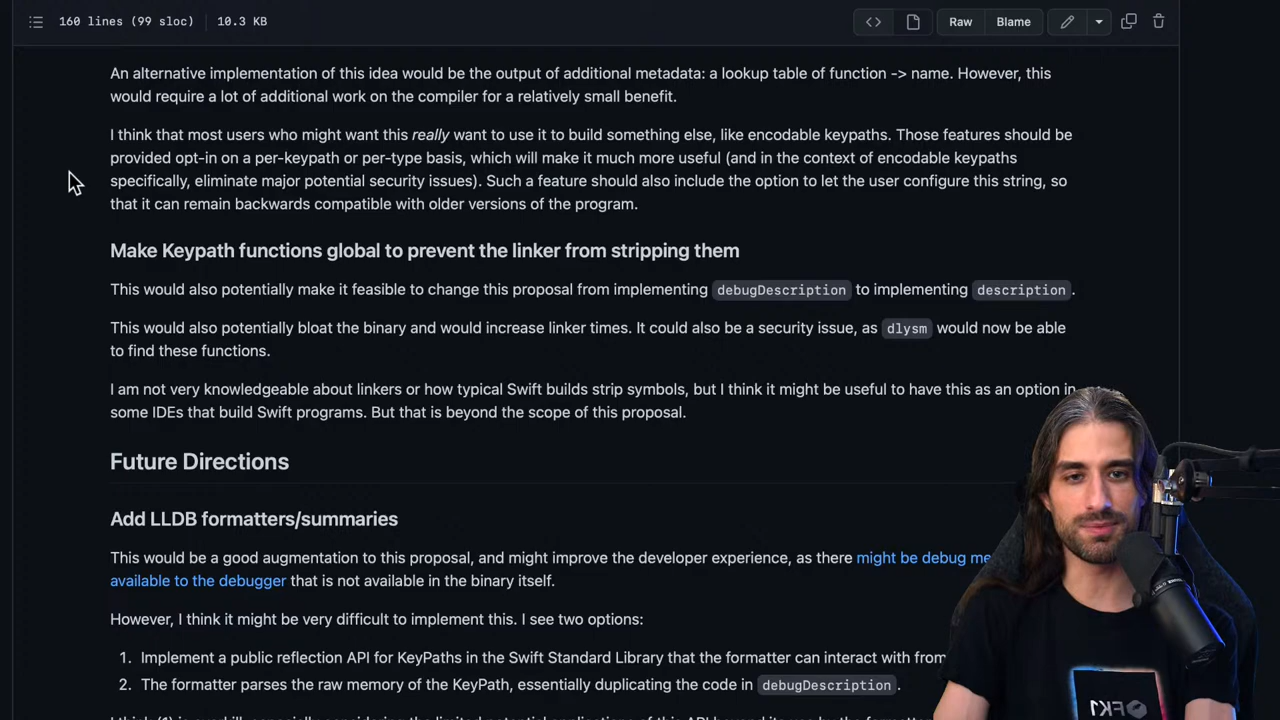 160 lines (99 sloc) 10.3 KB Raw Blame
An alternative implementation of this idea would be the output of additional metadata: a lookup table of function -> name. However, this
would require a lot of additional work on the compiler for a relatively small benefit.
I think that most users who might want this really want to use it to build something else, like encodable keypaths. Those features should be
provided opt-in on a per-keypath or per-type basis, which will make it much more useful (and in the context of encodable keypaths
specifically, eliminate major potential security issues). Such a feature should also include the option to let the user configure this string, so
that it can remain backwards compatible with older versions of the program.
Make Keypath functions global to prevent the linker from stripping them
This would also potentially make it feasible to change this proposal from implementing debugDescription to implementing description.
This would also potentially bloat the binary and would increase linker times. It could also be a security issue, as dlysm would now be able
to find these functions.
I am not very knowledgeable about linkers or how typical Swift builds strip symbols, but I think it might be useful to have this as an option in
some IDEs that build Swift programs. But that is beyond the scope of this proposal.
Future Directions
Add LLDB formatters/summaries
This would be a good augmentation to this proposal, and might improve the developer experience, as there might be debug me
available to the debugger that is not available in the binary itself.
However, I think it might be very difficult to implement this. I see two options:
1. Implement a public reflection API for KeyPaths in the Swift Standard Library that the formatter can interact with from
2. The formatter parses the raw memory of the KeyPath, essentially duplicating the code in debugDescription.